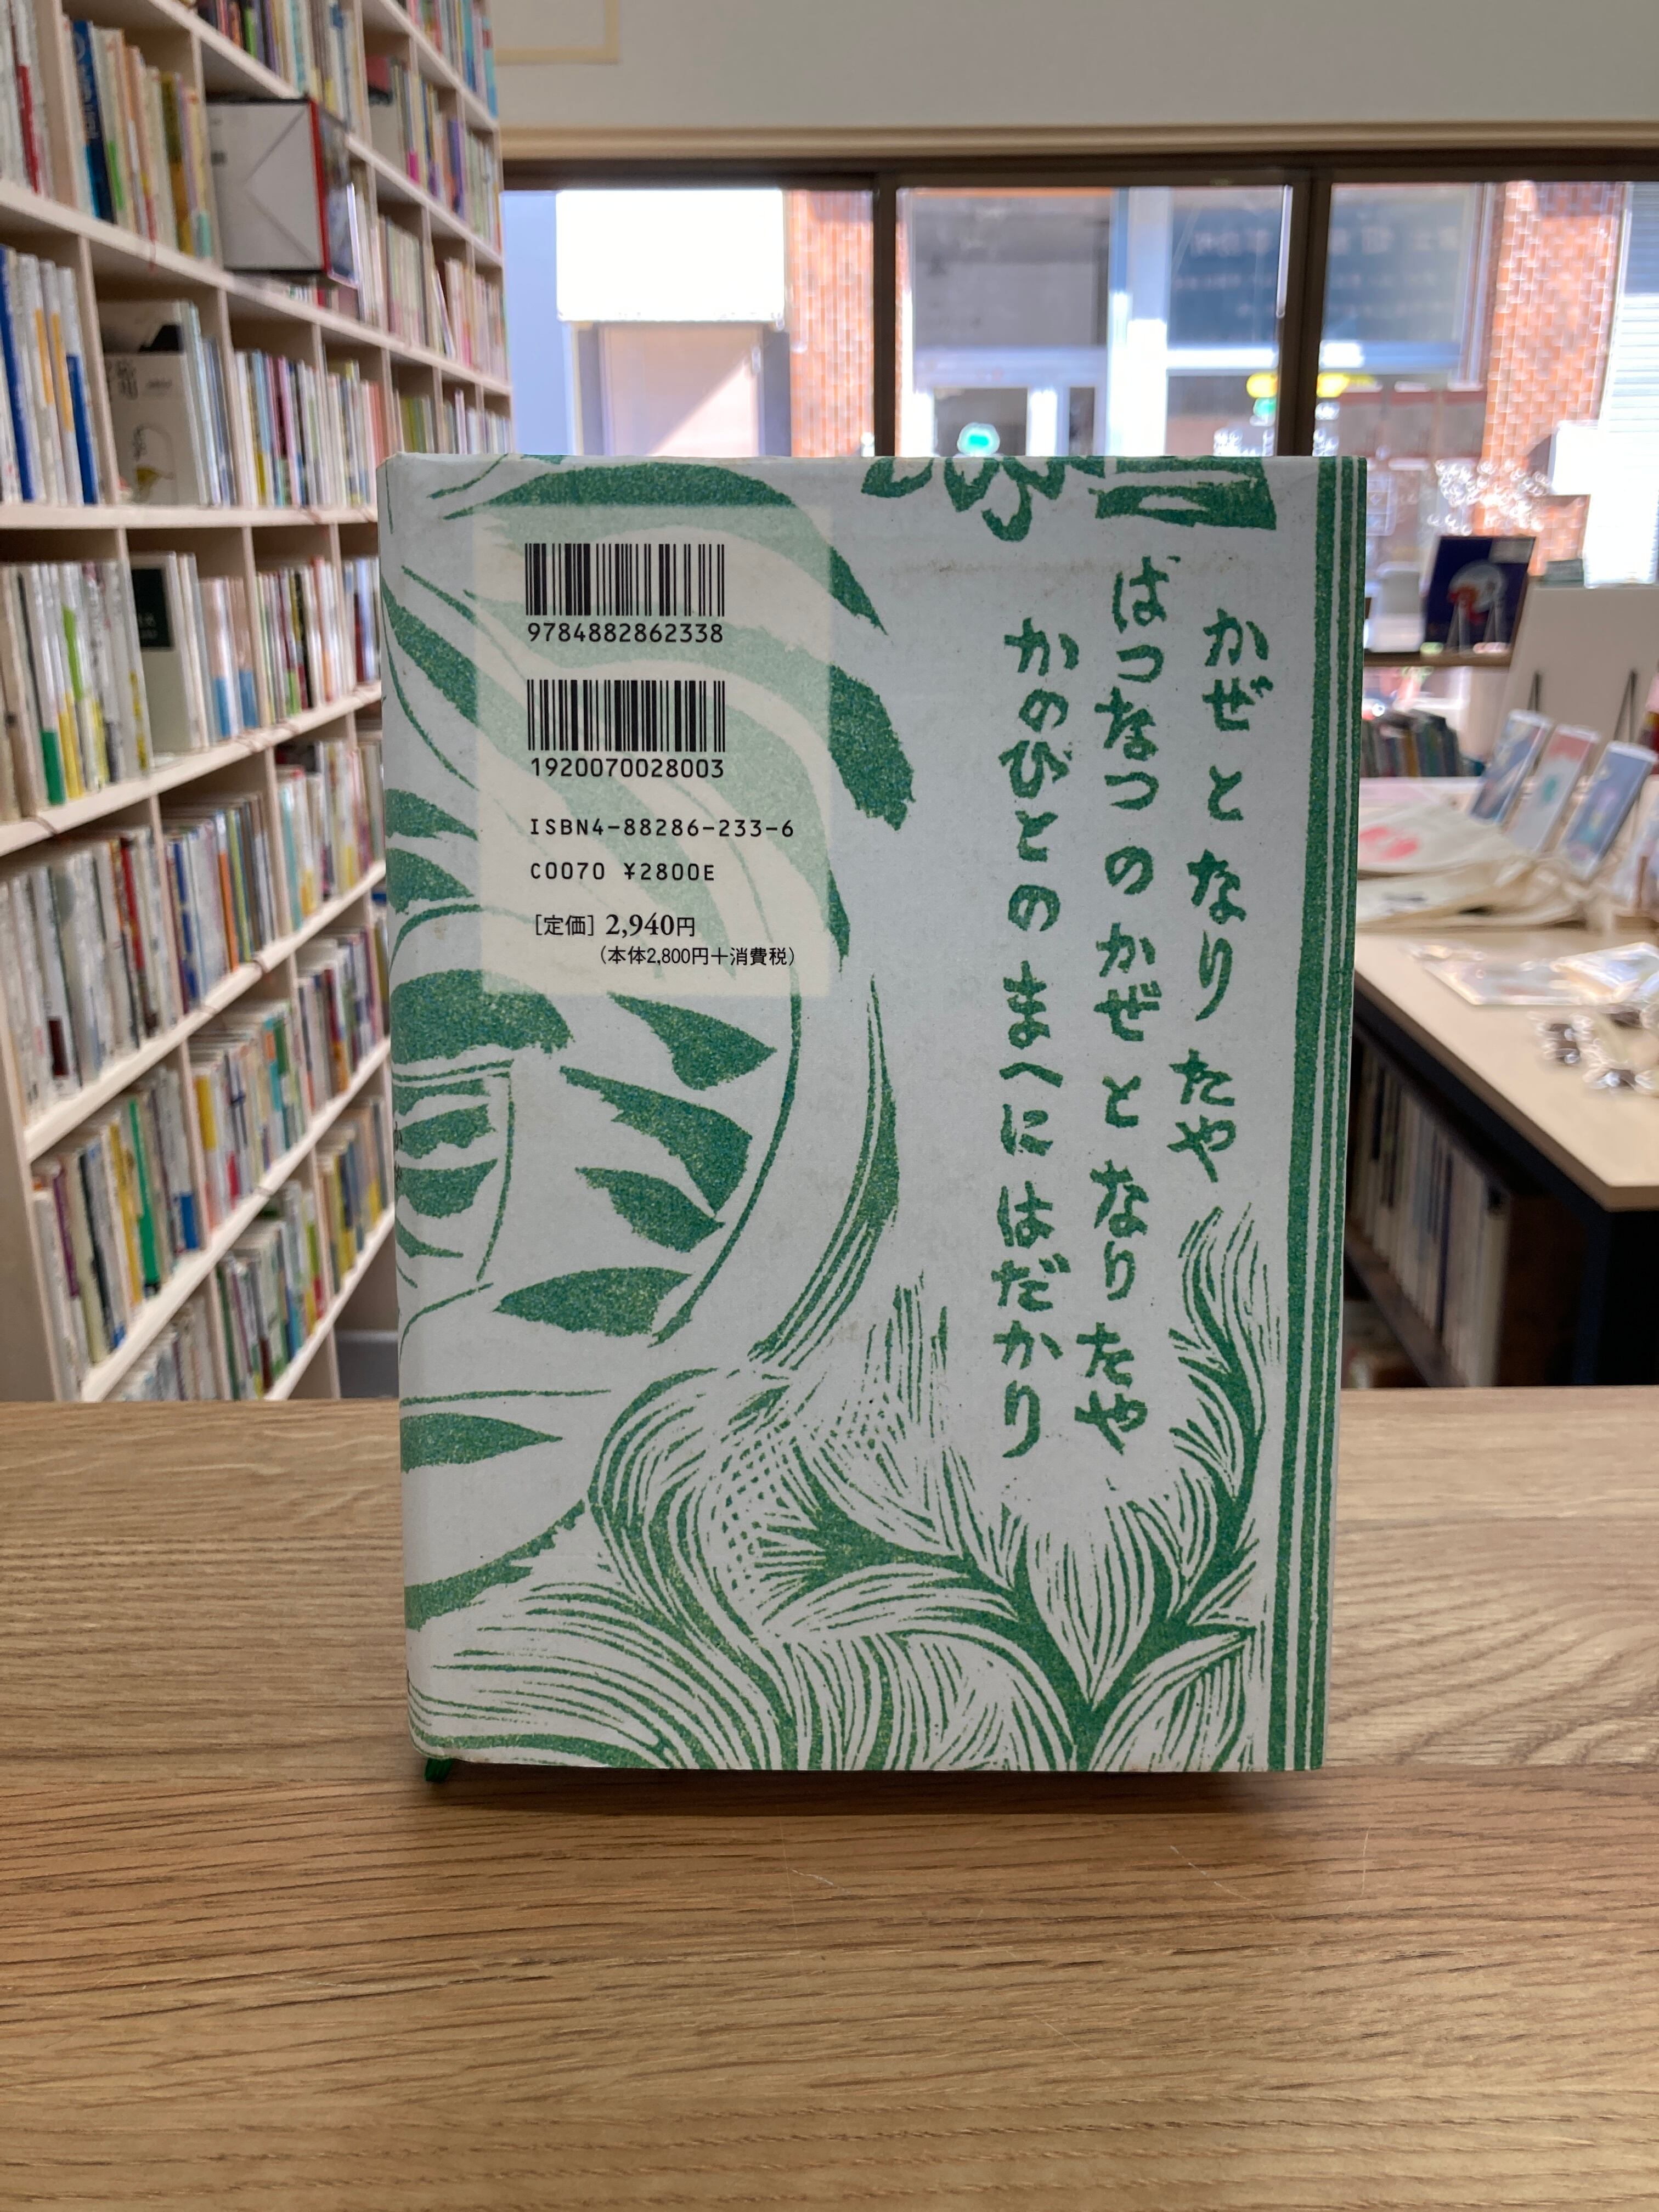 かぜとなりたや
はつなつのかぜとなりたや
かのひとのまへにはだかり
9784882862338
1920070028003
ISBN4-88286-233-6
C0070 ¥2800E
[定価] 2,940円
(本体2,800円+消費税)